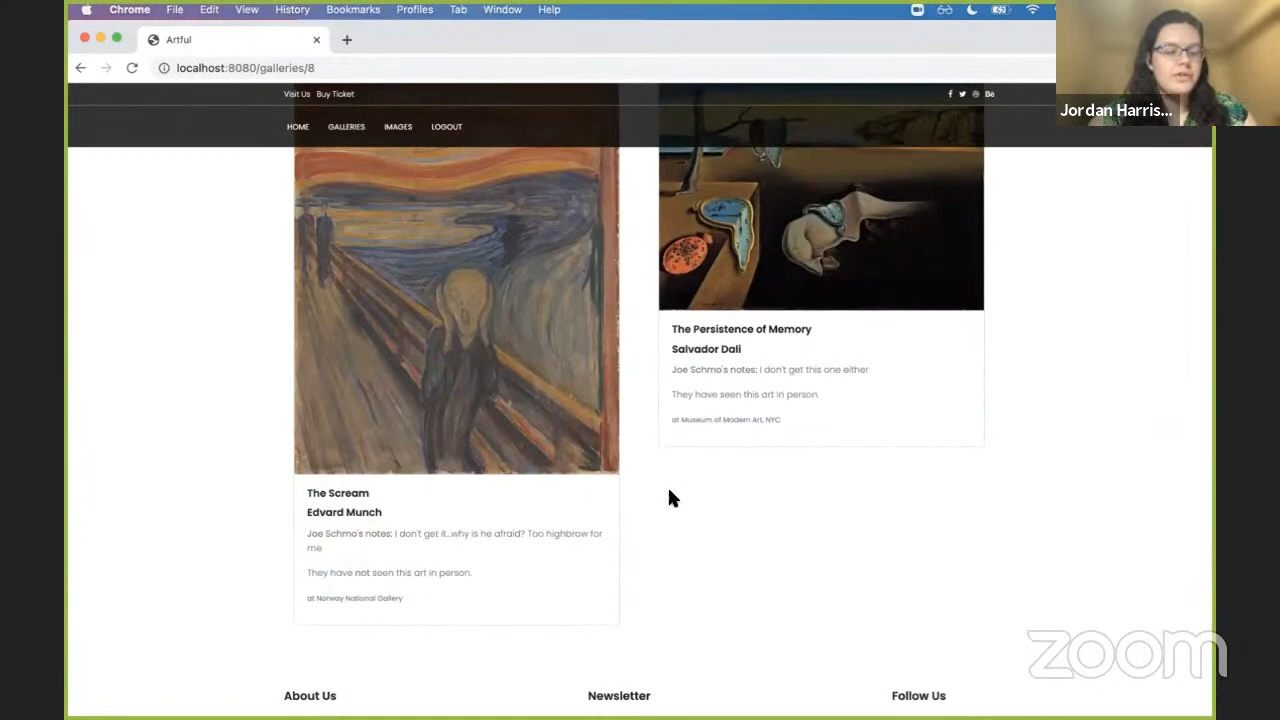 Chrome File Edit View History Bookmarks Profiles Tab Window Help
Artful
localhost:8080/galleries/8
Jordan Harris...
Visit Us Buy Ticket
HOME GALLERIES IMAGES LOGOUT
The Persistence of Memory
Salvador Dali
Joe Schmo's notes: I don't get this one either
They have seen this art in person.
at Museum of Modern Art, NYC
The Scream
Edvard Munch
Joe Schmo's notes: I don't get it...why is he afraid? Too highbrow for
me
They have not seen this art in person.
at Norway National Gallery
zoom
About Us Newsletter Follow Us